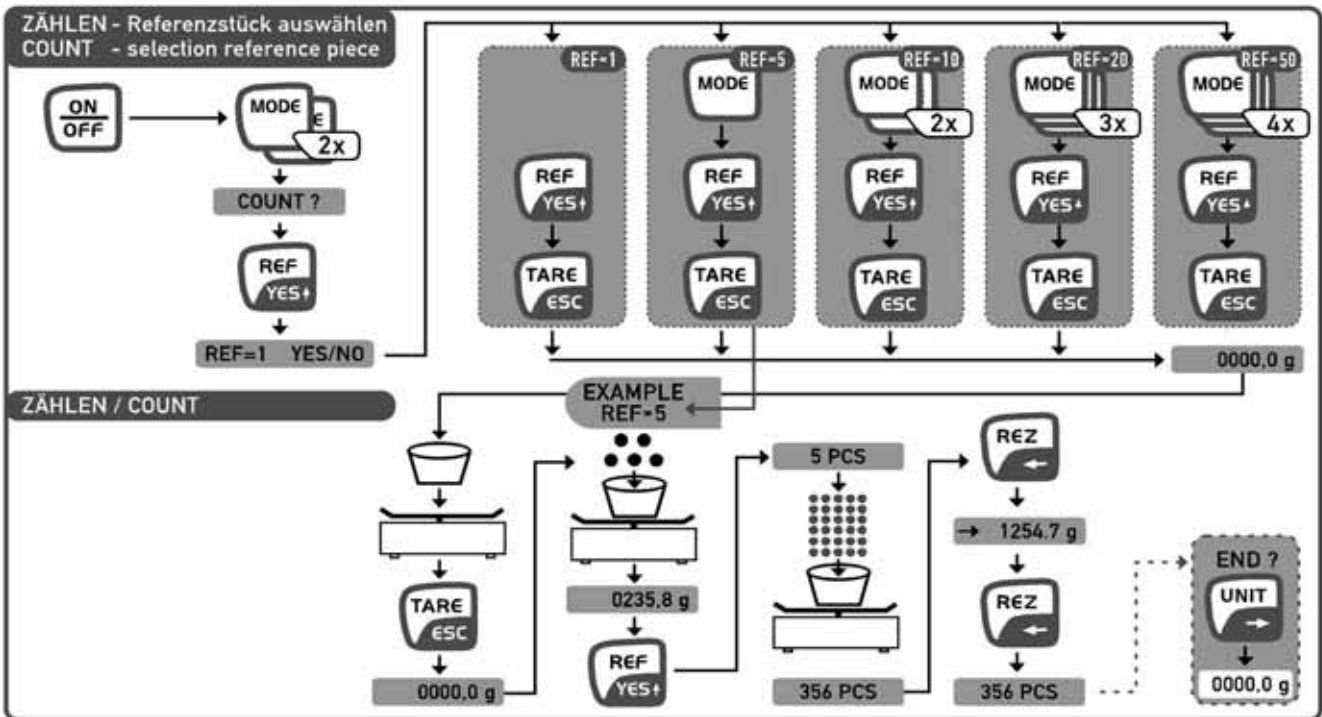 ZÄHLEN - Referenzstück auswählen
COUNT - selection reference piece
ON
OFF
MODE
E
2x
COUNT ?
REF
YES
REF=1 YES/NO
REF=1
REF
YES
TARE
ESC
REF=5
MODE
REF
YES
TARE
ESC
REF=10
MODE
2x
REF
YES
TARE
ESC
REF=20
MODE
3x
REF
YES
TARE
ESC
REF=50
MODE
4x
REF
YES
TARE
ESC
0000,0 g
ZÄHLEN / COUNT
TARE
ESC
0000,0 g
EXAMPLE
REF=5
0235,8 g
REF
YES
5 PCS
356 PCS
REZ
→ 1254.7 g
REZ
356 PCS
END ?
UNIT
0000,0 g